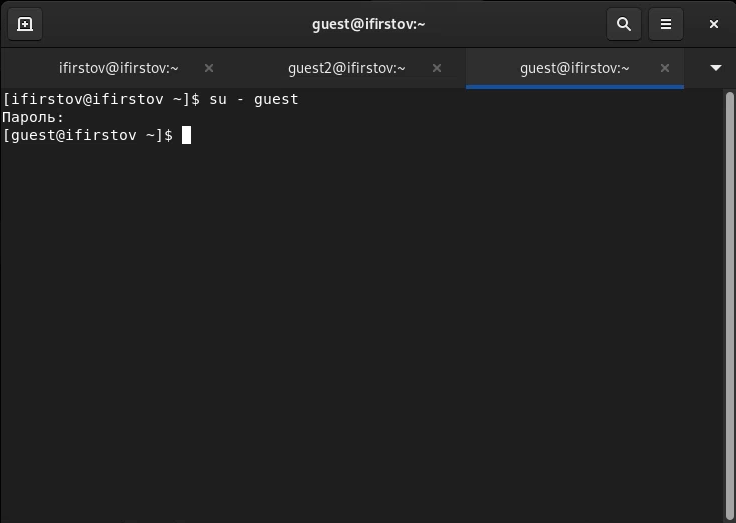 guest@ifirstov:~
ifirstov@ifirstov:~
guest2@ifirstov:~
guest@ifirstov:~
[ifirstov@ifirstov ~]$ su - guest
Пароль:
[guest@ifirstov ~]$